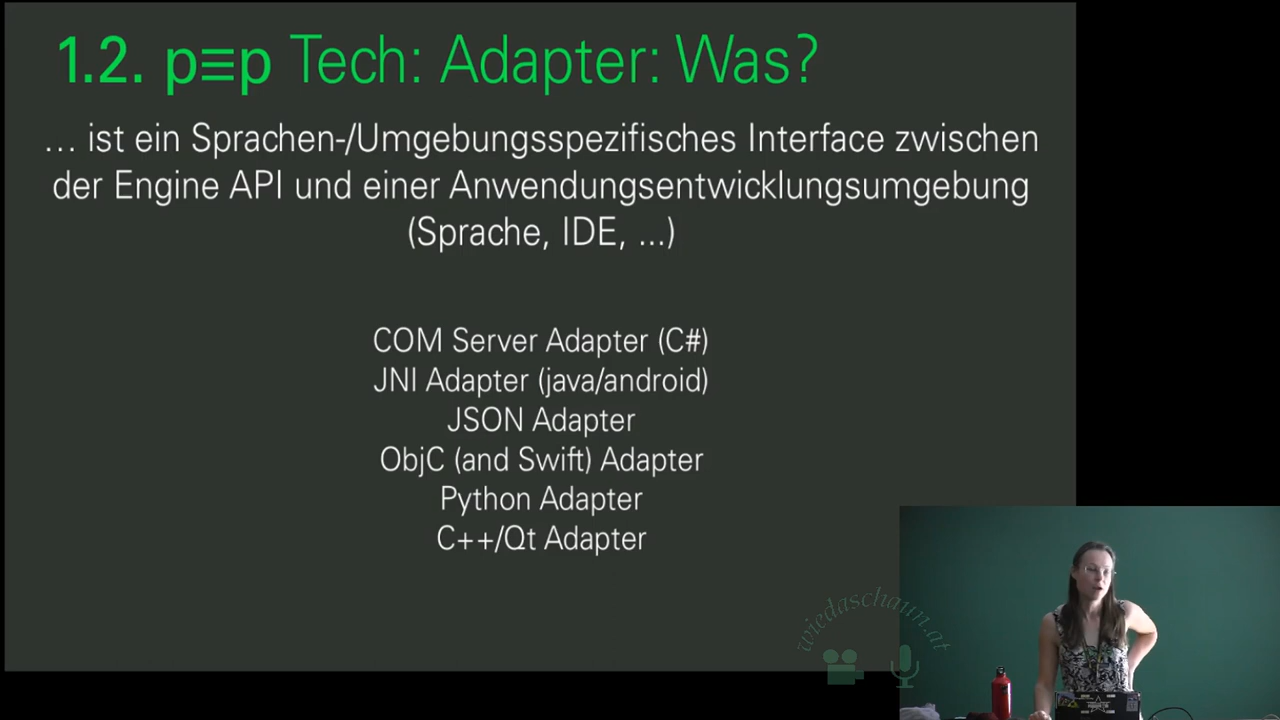 1.2. p≡p Tech: Adapter: Was?
... ist ein Sprachen-/Umgebungsspezifisches Interface zwischen
der Engine API und einer Anwendungsentwicklungsumgebung
(Sprache, IDE, ...)
COM Server Adapter (C#)
JNI Adapter (java/android)
JSON Adapter
ObjC (and Swift) Adapter
Python Adapter
C++/Qt Adapter
wiedaschaun.at